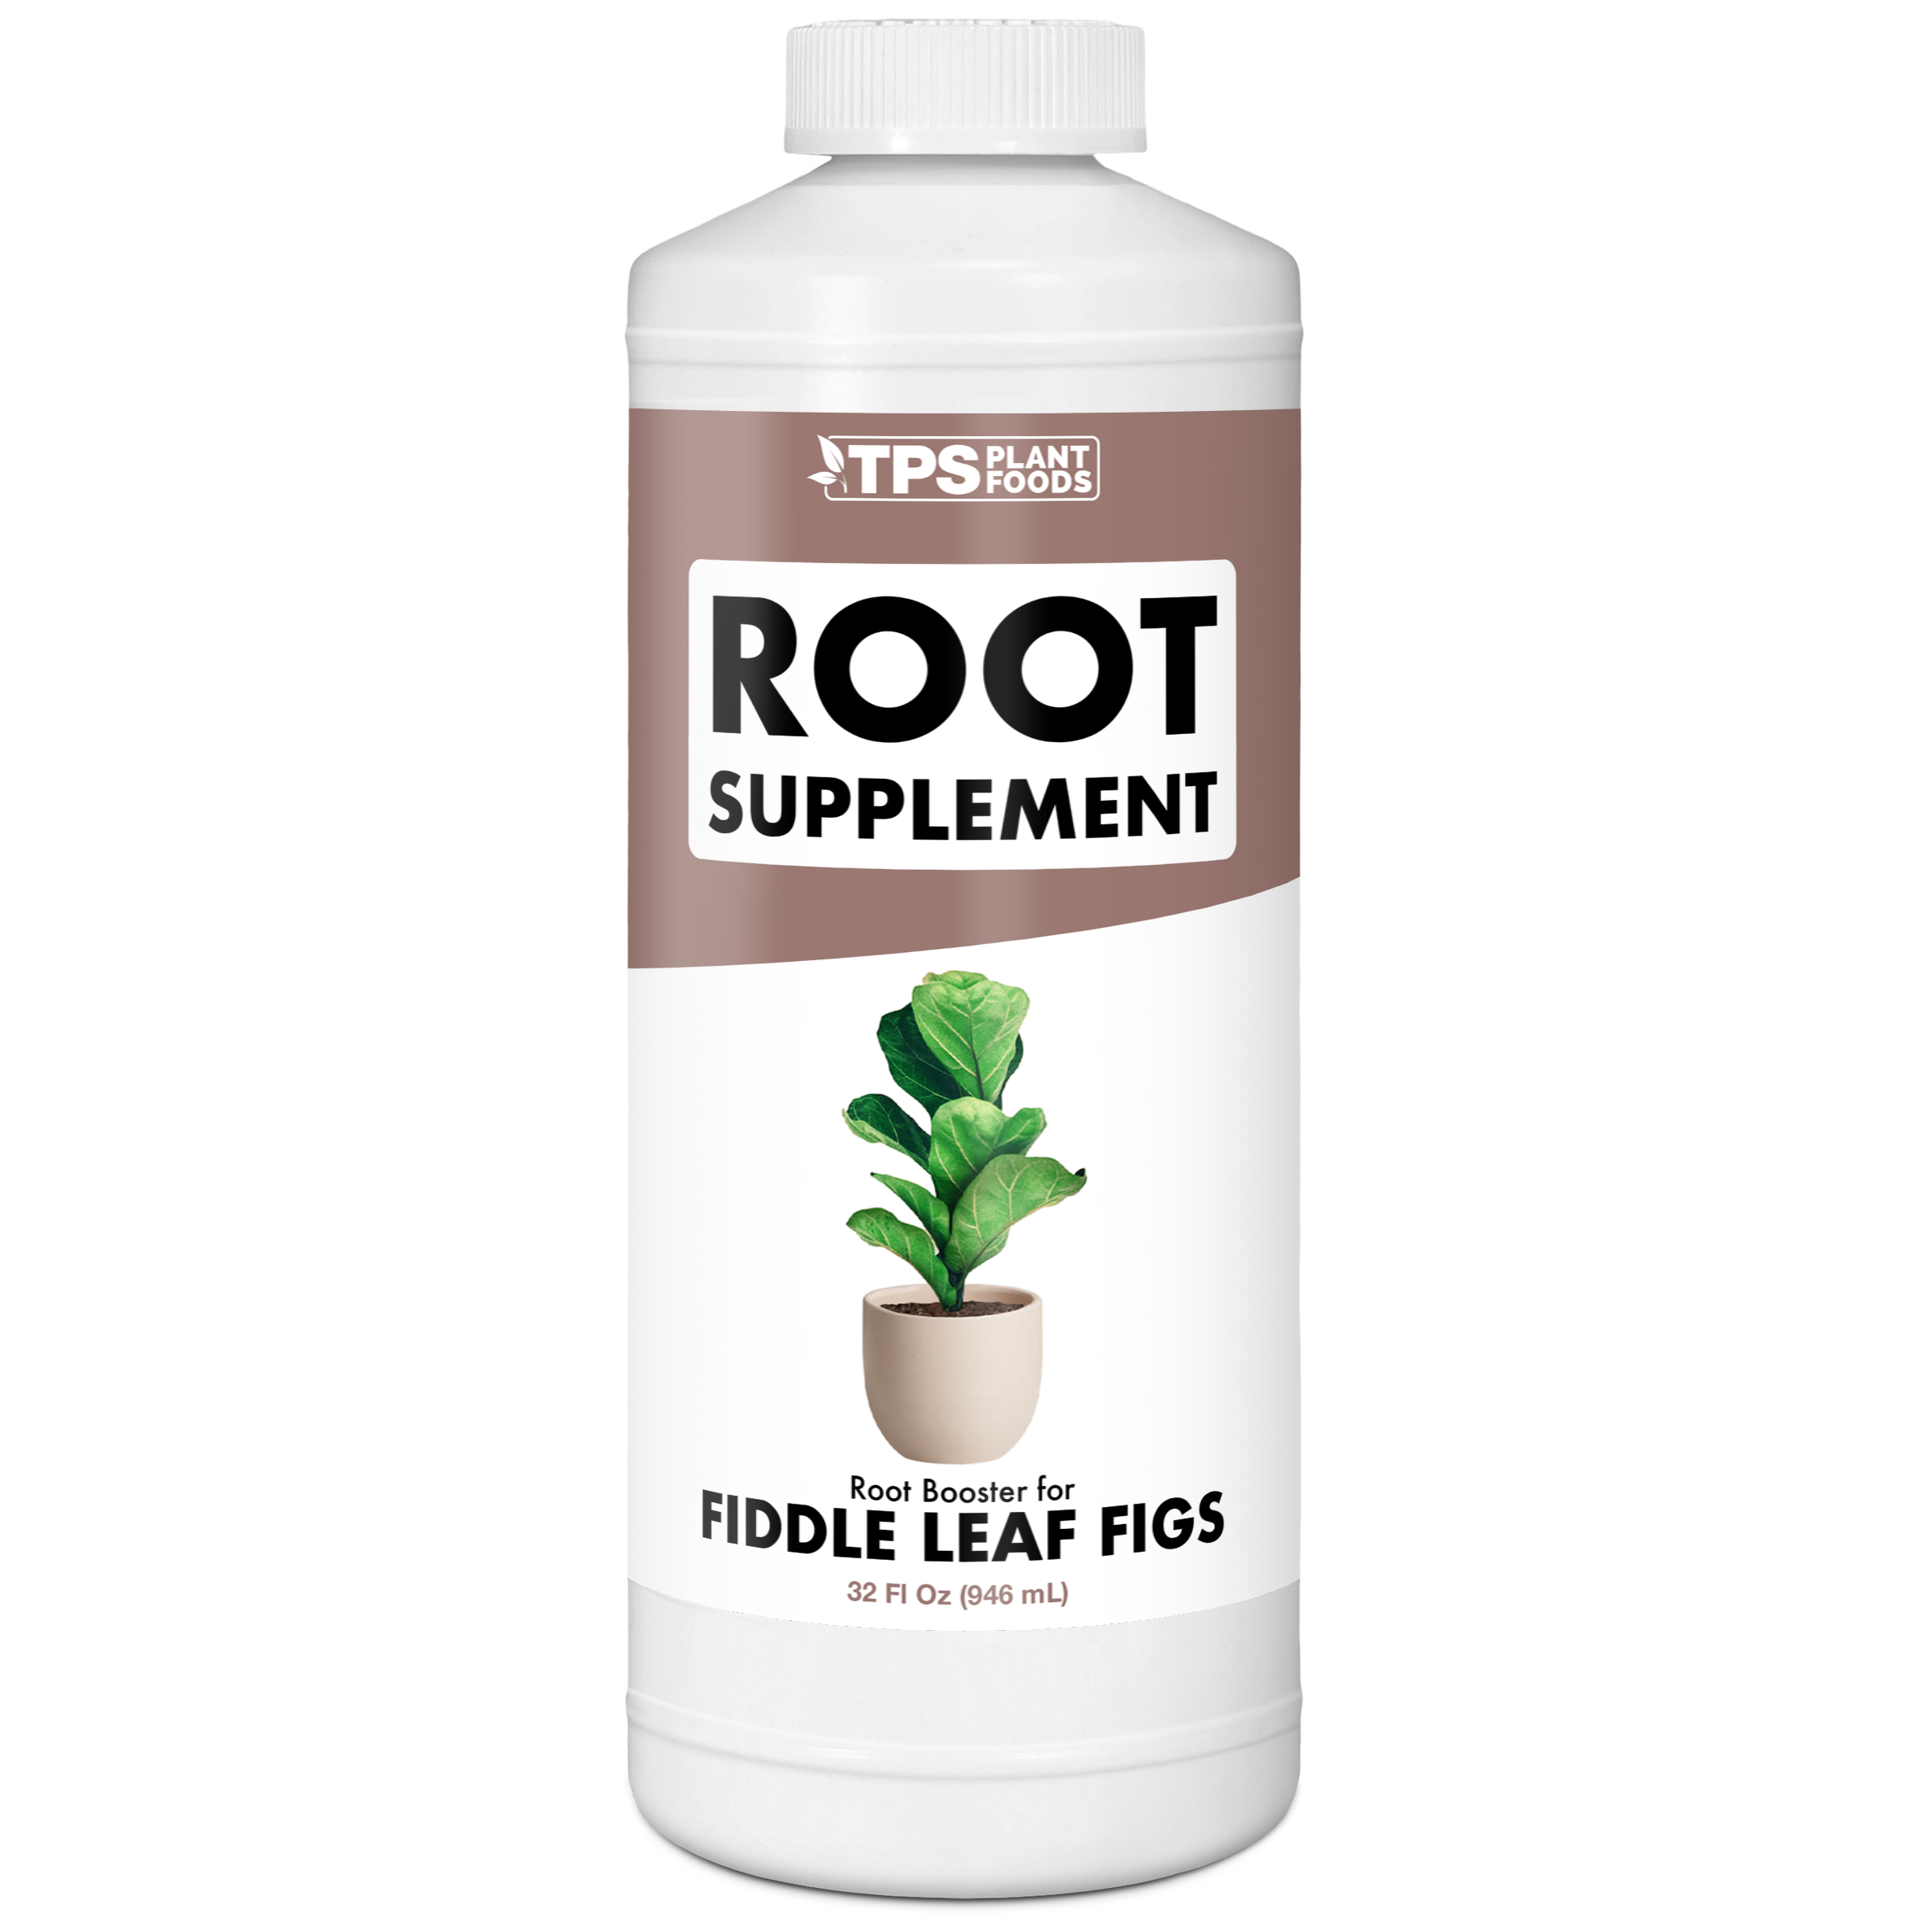 TPS PLANT
FOODS
ROOT
SUPPLEMENT
Root Booster for
FIDDLE LEAF FIGS
32 Fl Oz (946 mL)